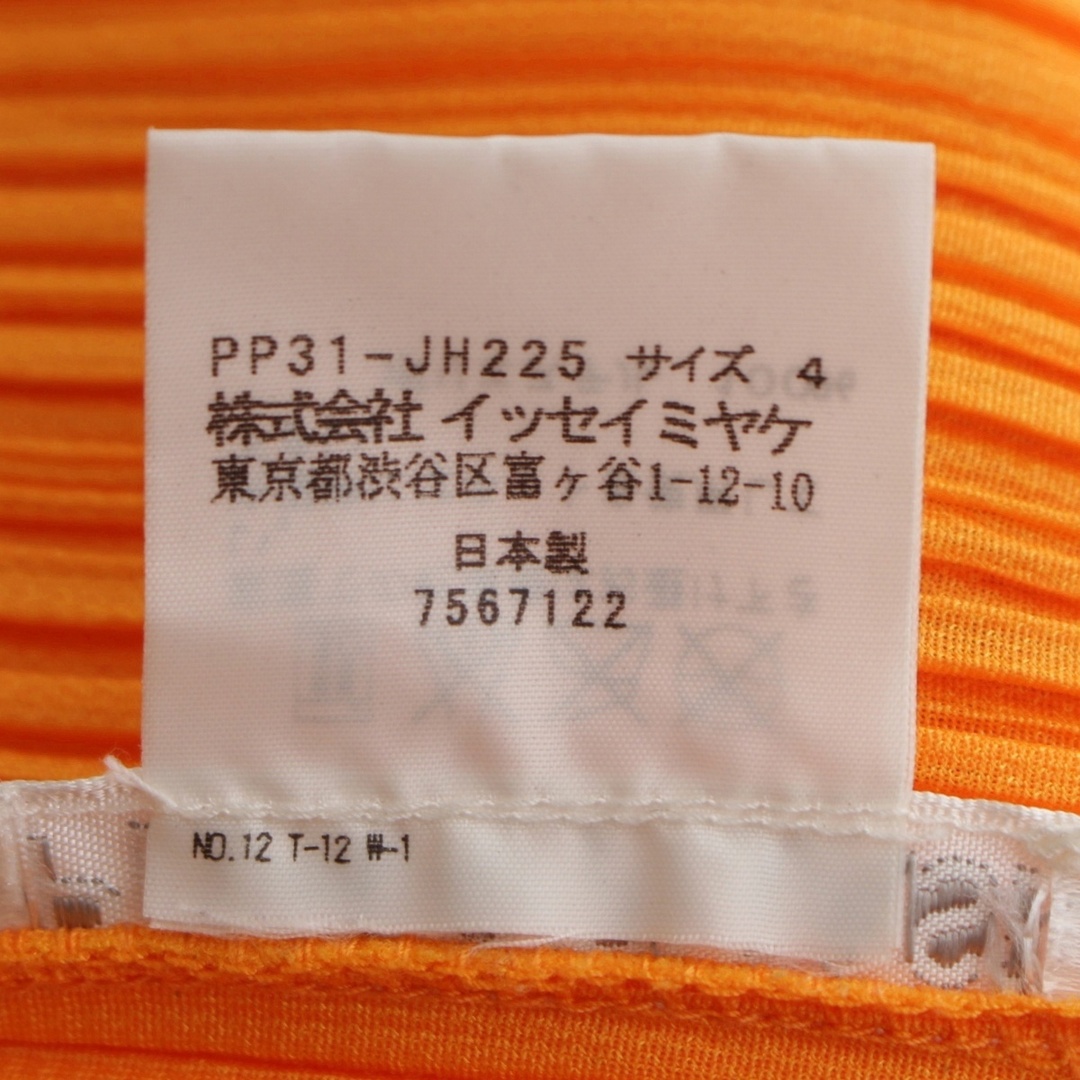 PP31-JH225 サイズ 4
株式会社 イッセイミヤケ
東京都渋谷区富ヶ谷1-12-10
日本製
7567122
NO.12 T-12 W-1